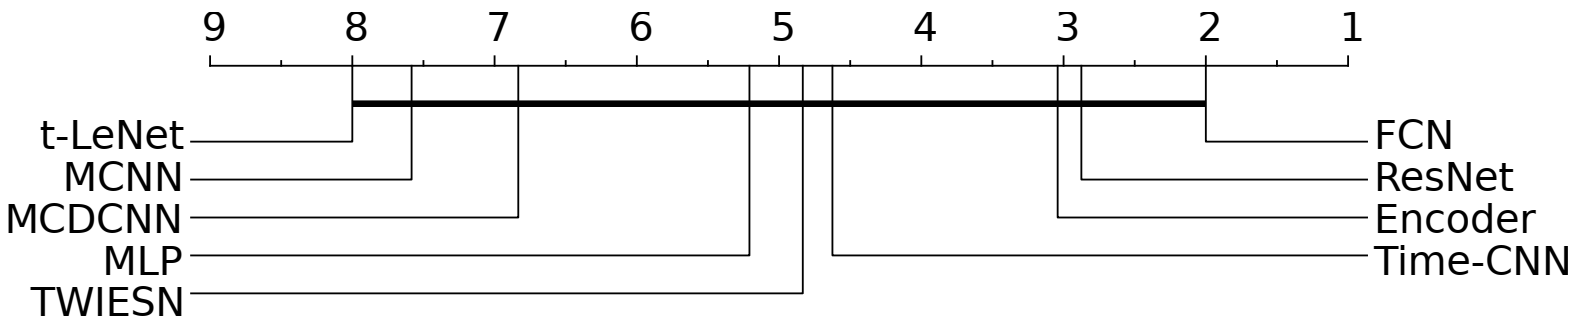 9 8 7 6 5 4 3 2 1
t-LeNet FCN
MCNN ResNet
MCDCNN Encoder
MLP Time-CNN
TWIESN